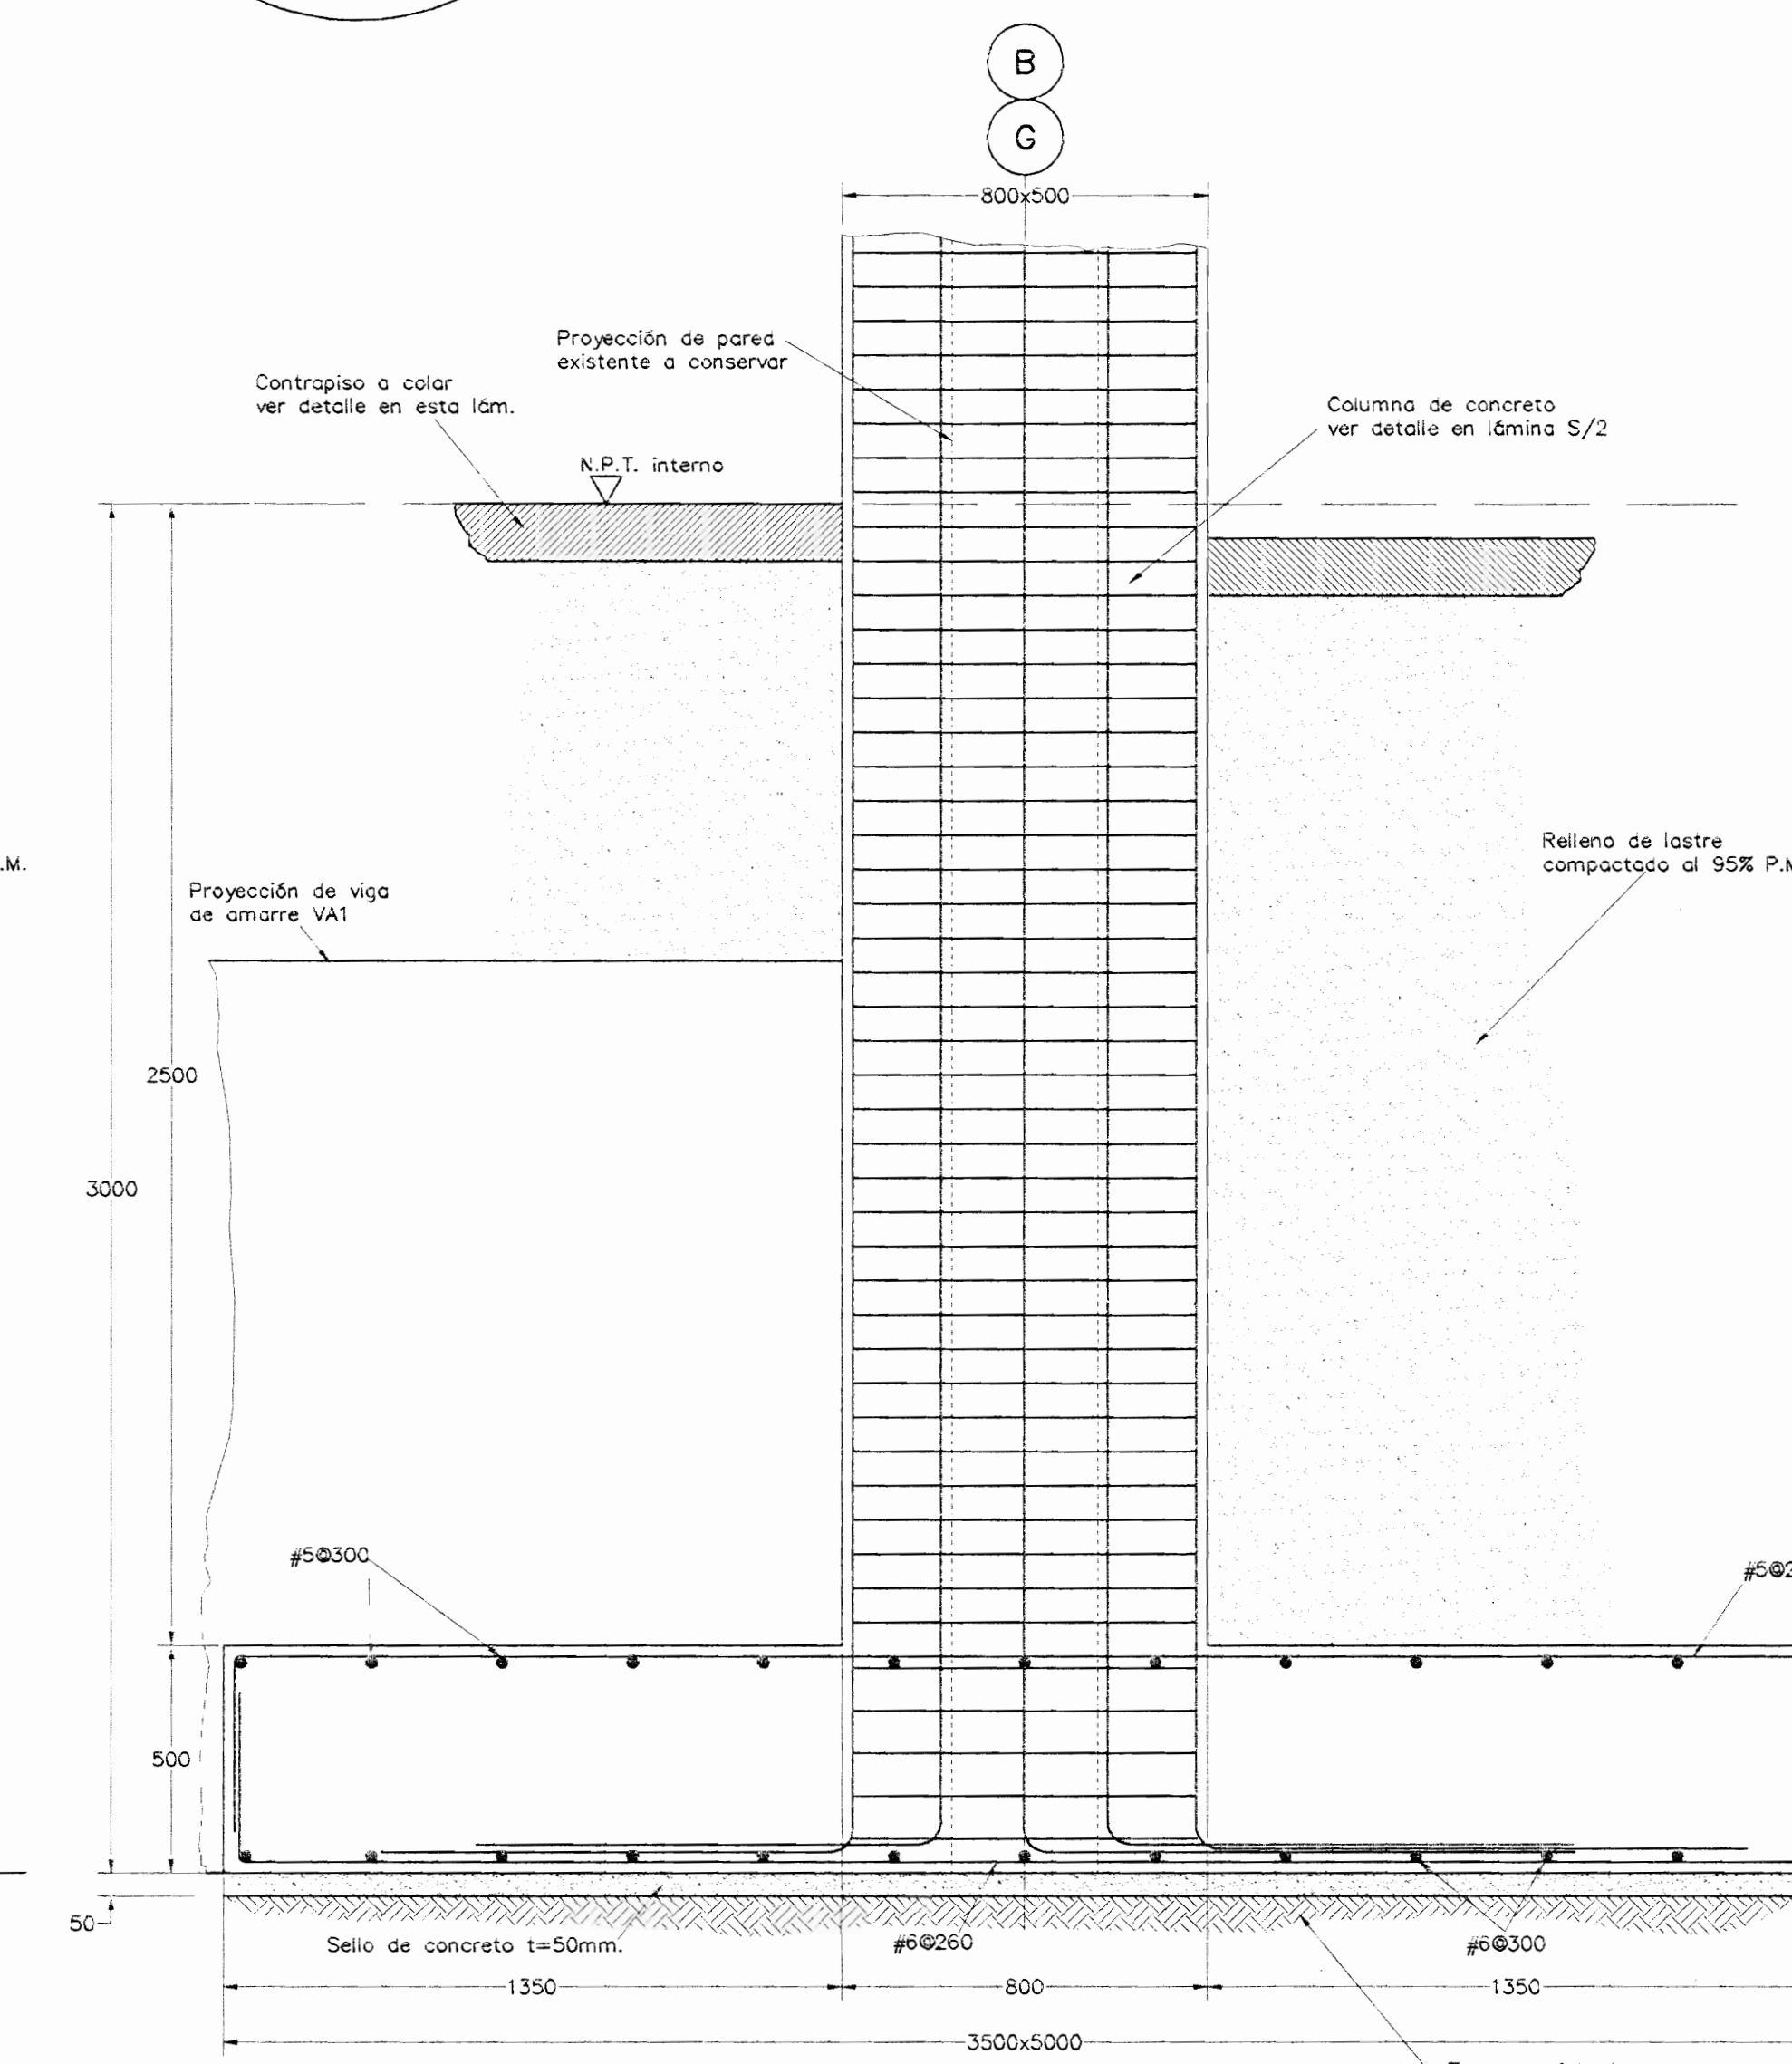 B
G
800x500
Proyección de pared
existente a conservar
Contrapiso a colar
ver detalle en esta lám.
Columna de concreto
ver detalle en lámina S/2
N.P.T. interno
.M.
Relleno de lastre
compactado al 95% P.M
Proyección de viga
de amarre VA1
2500
3000
#5@300
#5@2
500
50
Sello de concreto t=50mm.
#6@260
#6@300
1350
800
1350
3500x5000